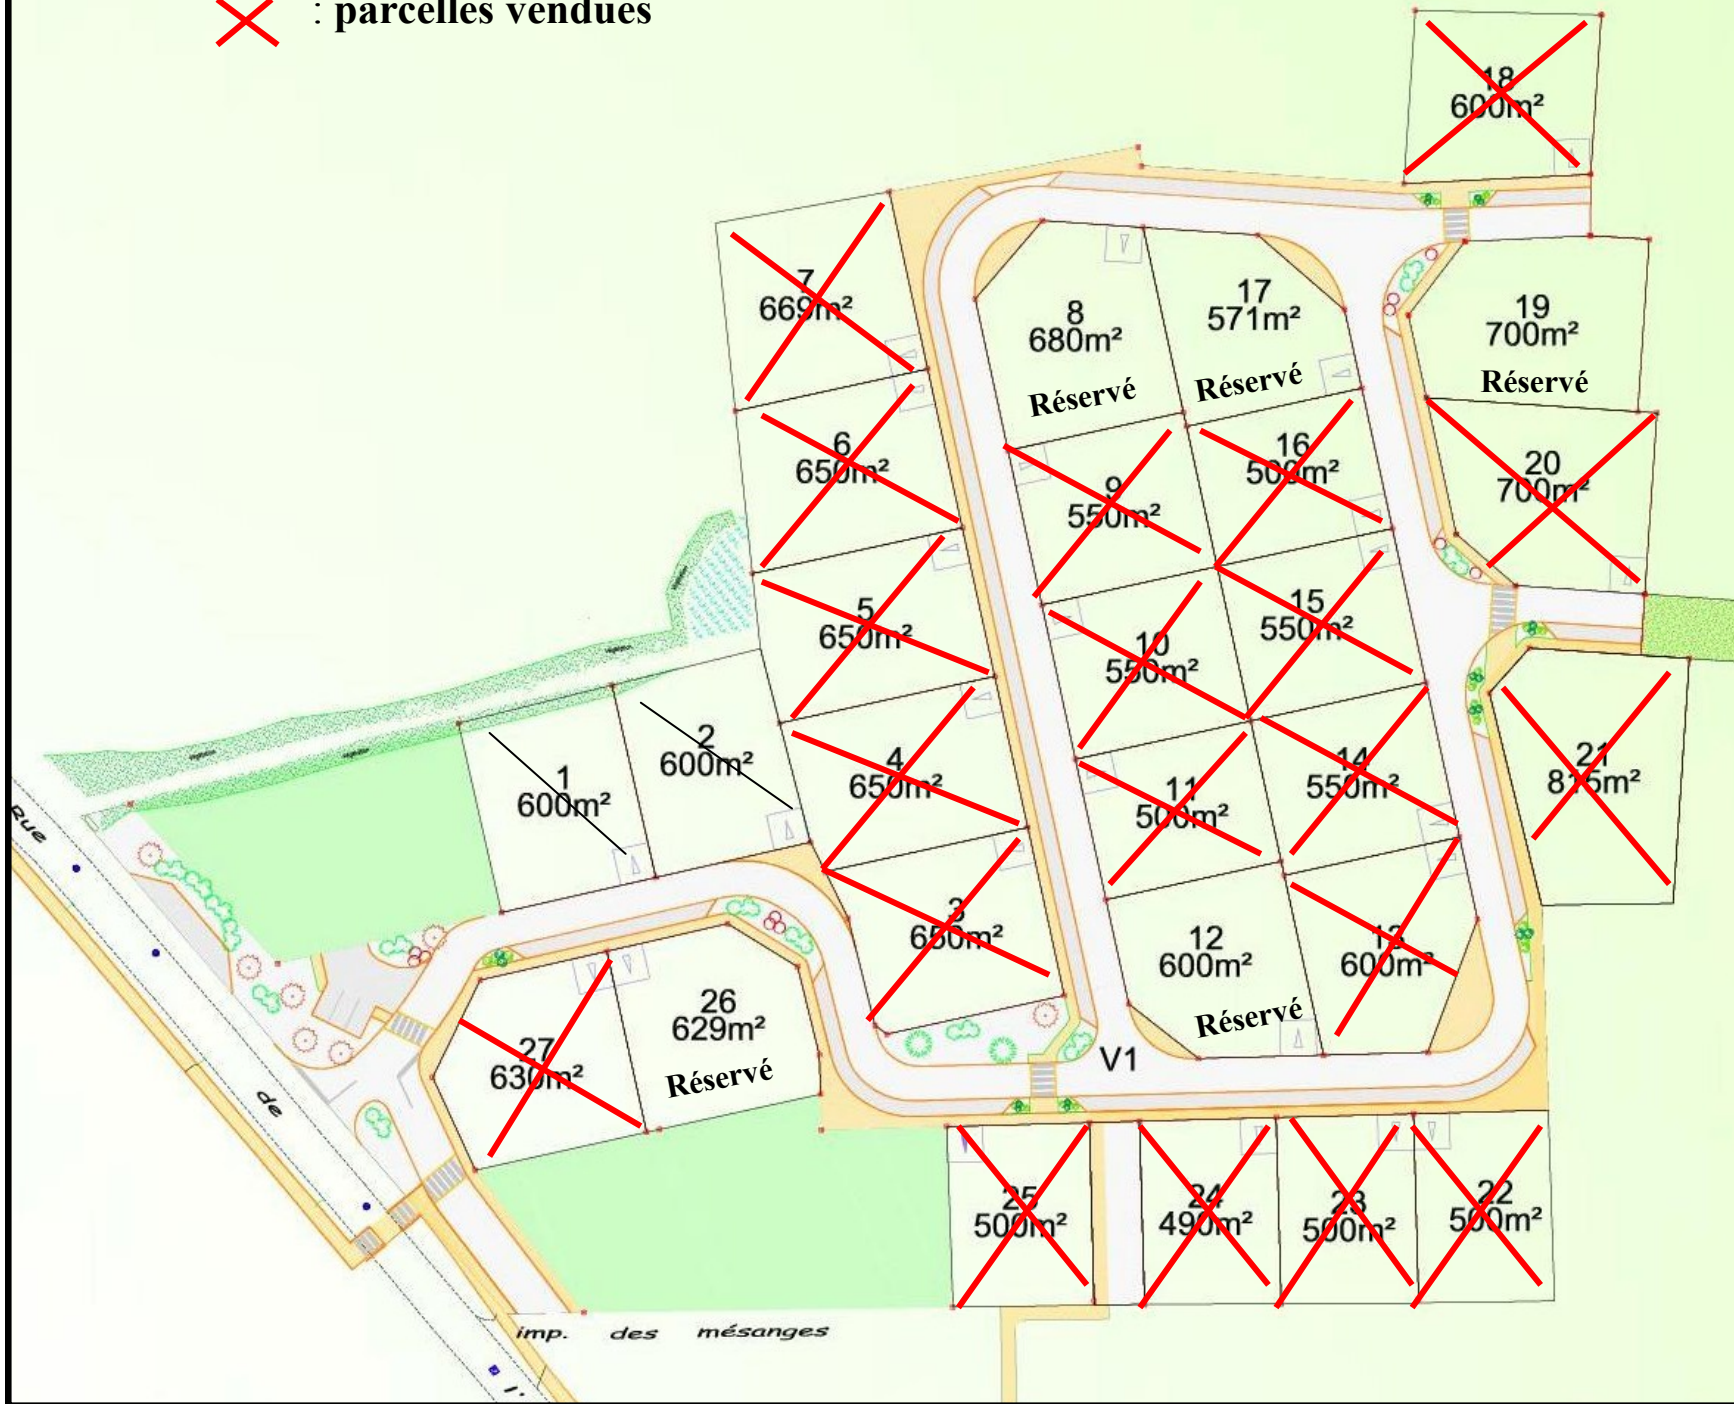 : parcelles vendues
18
600m²
7
669m²
8
680m²
Réservé
17
571m²
Réservé
19
700m²
Réservé
6
650m²
9
550m²
16
500m²
20
700m²
5
650m²
10
550m²
15
550m²
1
600m²
2
600m²
4
650m²
11
500m²
14
550m²
21
815m²
3
650m²
12
600m²
Réservé
13
600m²
27
630m²
26
629m²
Réservé
V1
25
500m²
24
490m²
23
500m²
22
500m²
Rue
de
l'
imp. des mésanges